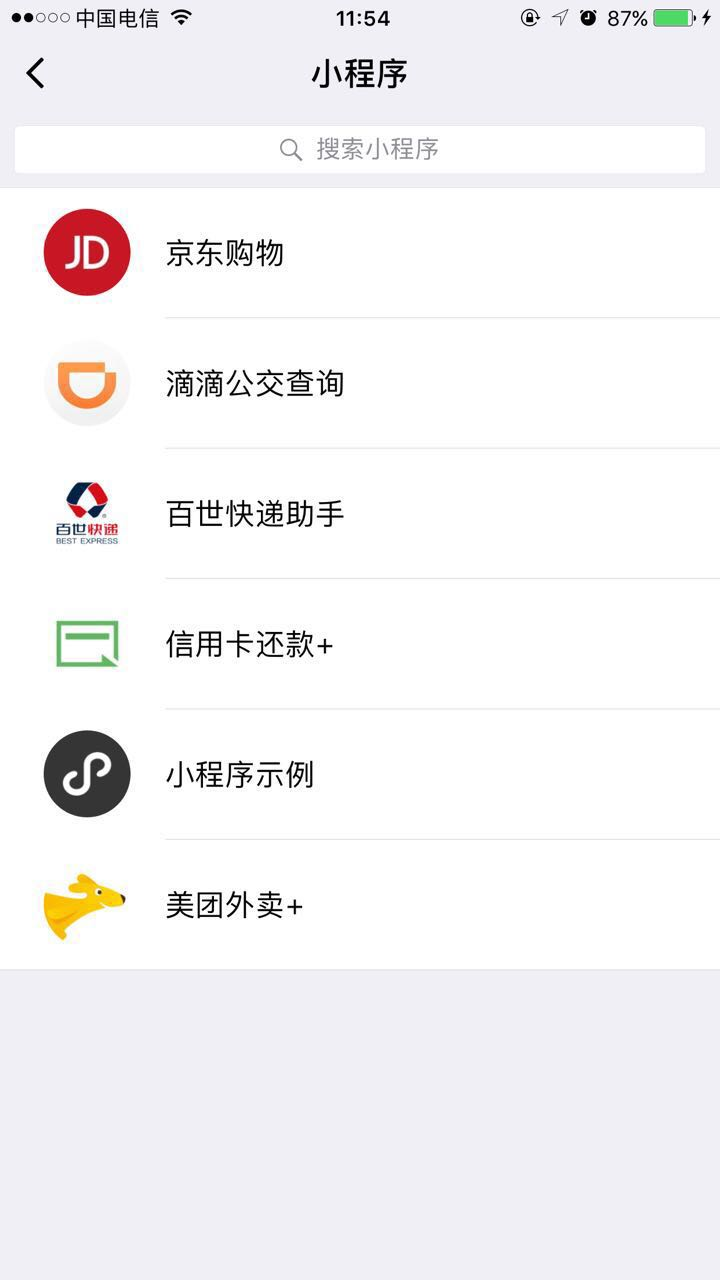 中国电信 11:54 87%
小程序
搜索小程序
JD 京东购物
滴滴公交查询
百世快递
BEST EXPRESS
百世快递助手
信用卡还款+
小程序示例
美团外卖+